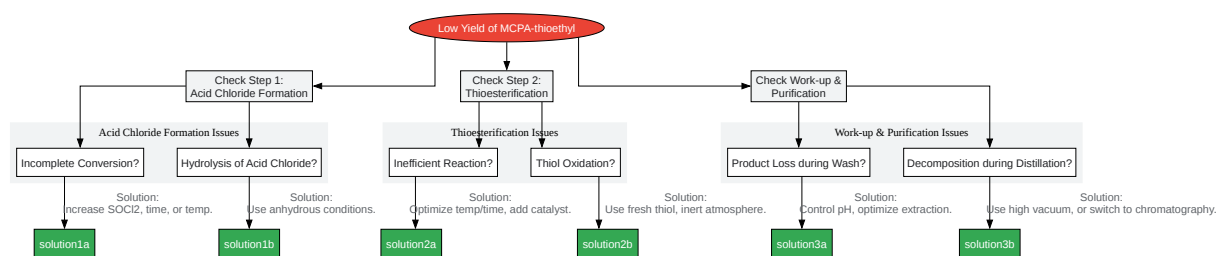 Low Yield of MCPA-thioethyl
Check Step 1:
Acid Chloride Formation
Check Step 2:
Thioesterification
Check Work-up &
Purification
Acid Chloride Formation Issues
Thioesterification Issues
Work-up & Purification Issues
Incomplete Conversion?
Hydrolysis of Acid Chloride?
Inefficient Reaction?
Thiol Oxidation?
Product Loss during Wash?
Decomposition during Distillation?
Solution:
Increase SOCl2, time, or temp.
Solution:
Use anhydrous conditions.
Solution:
Optimize temp/time, add catalyst.
Solution:
Use fresh thiol, inert atmosphere.
Solution:
Control pH, optimize extraction.
Solution:
Use high vacuum, or switch to chromatography.
solution1a
solution1b
solution2a
solution2b
solution3a
solution3b